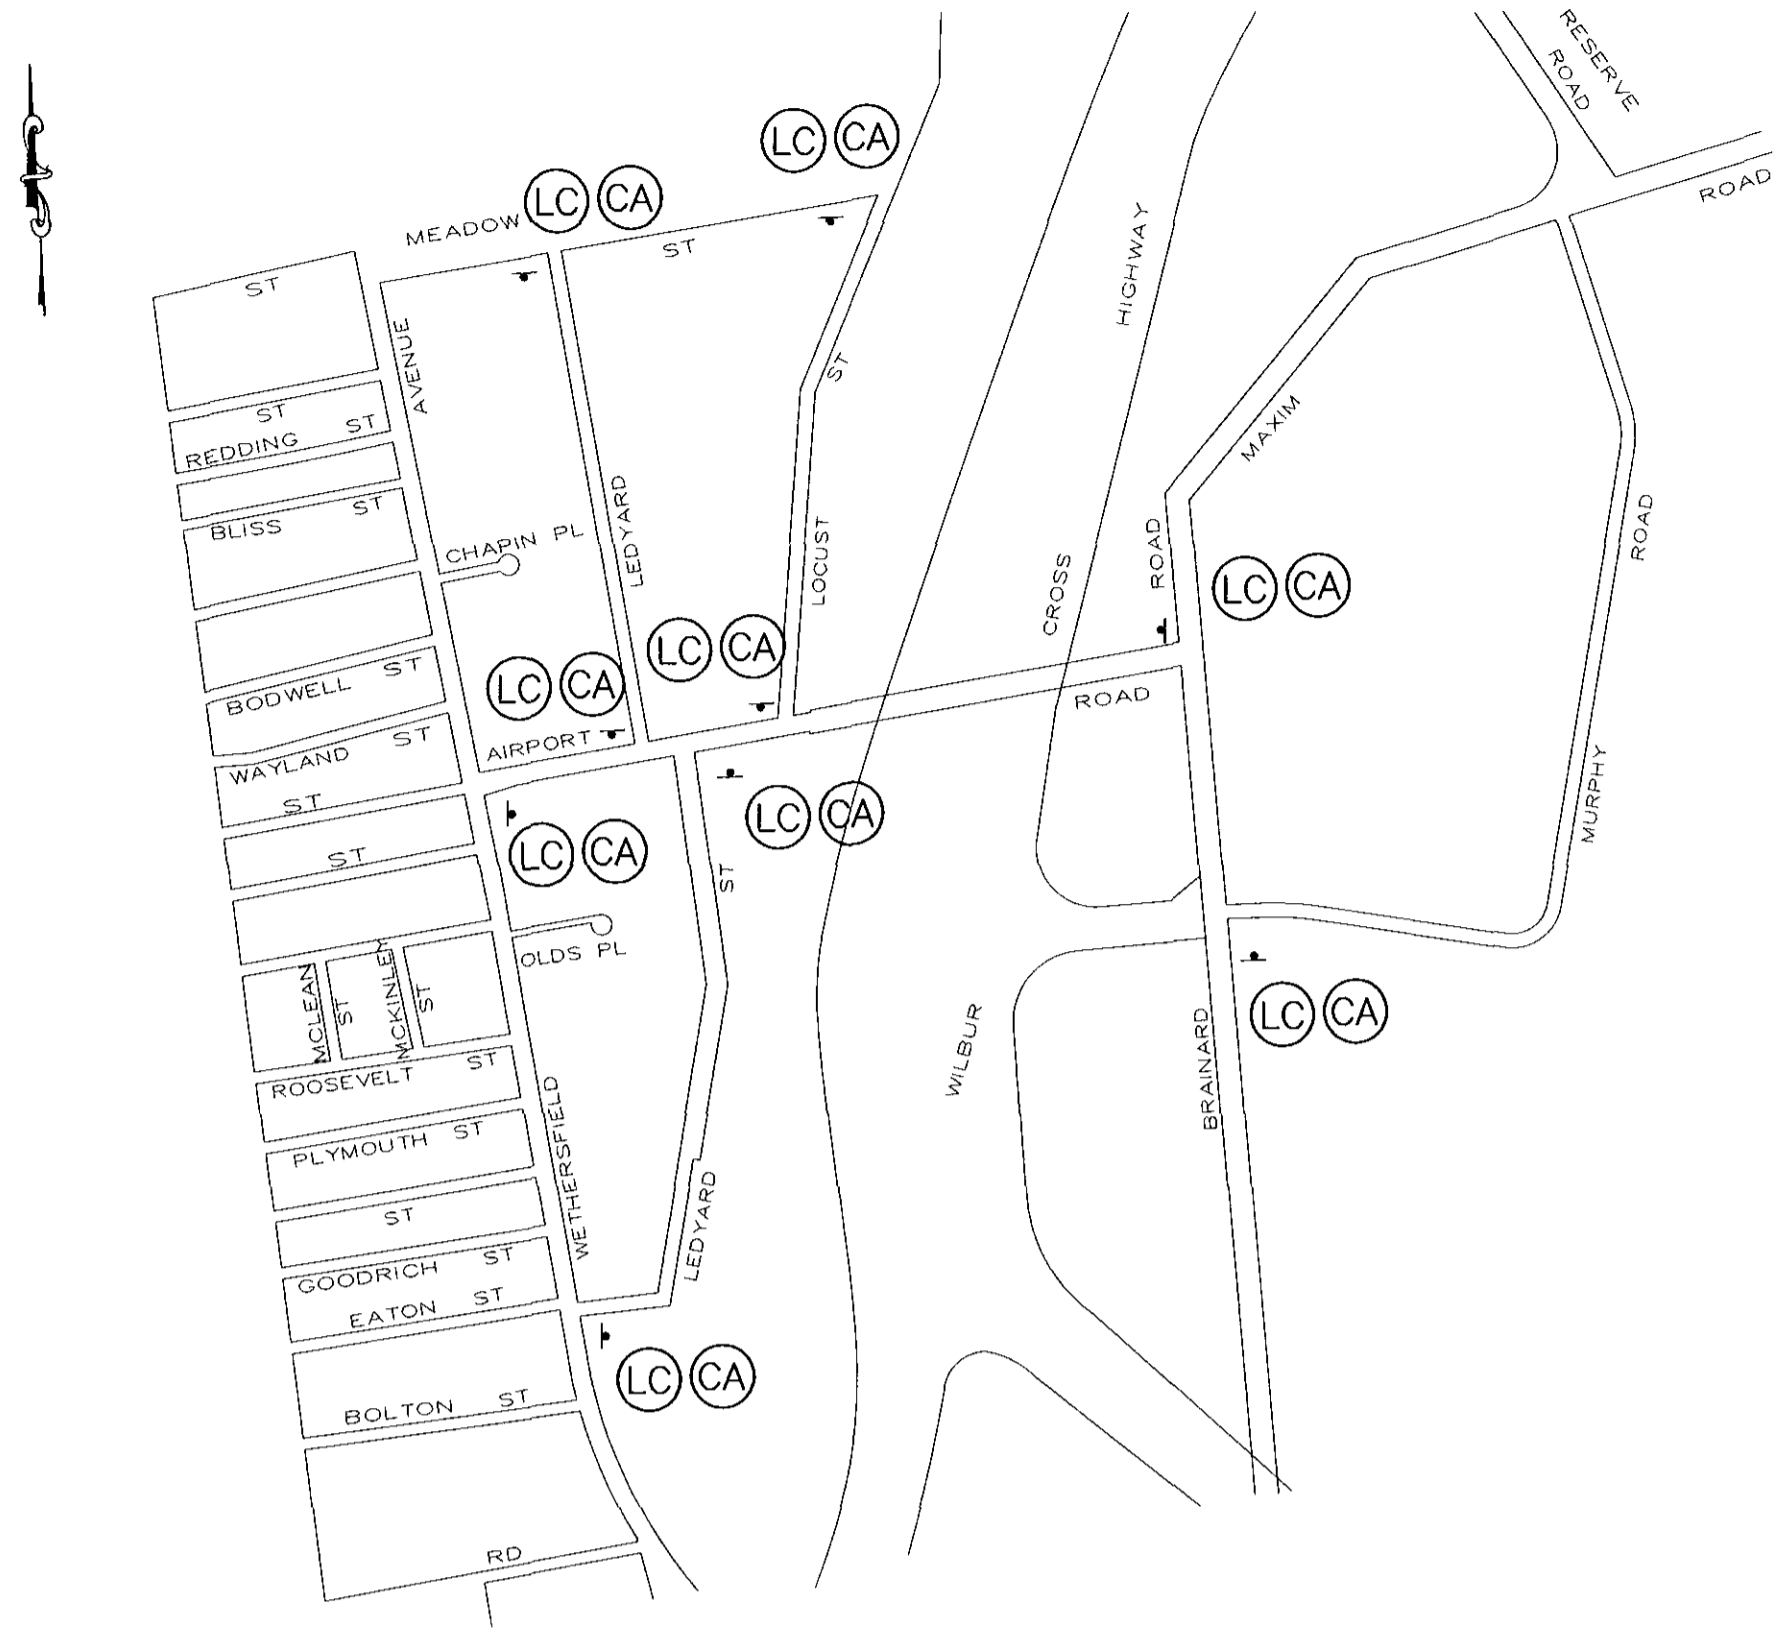 RESERVE
ROAD
ROAD
LC CA
LC CA
MEADOW
ST
ST
HIGHWAY
AVENUE
ST
ST
ST
REDDING
MAXIM
ST
BLISS
CHAPIN PL
LEDYARD
LOCUST
ROAD
ROAD
CROSS
LC CA
LC CA
LC CA
ST
BODWELL
ROAD
ST
WAYLAND
AIRPORT
ST
MURPHY
LC CA
LC CA
ST
ST
OLDS PL
MCLEAN
ST
MCKINLEY
ST
LC CA
WILBUR
BRAINARD
ST
ROOSEVELT
ST
PLYMOUTH
WETHERSFIELD
LEDYARD
ST
ST
GOODRICH
ST
EATON
LC CA
ST
BOLTON
RD